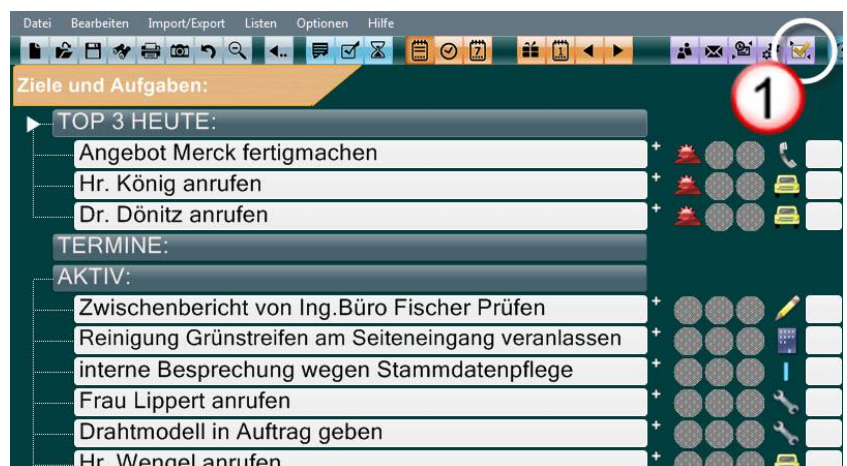 Datei Bearbeiten Import/Export Listen Optionen Hilfe
7 1
1
Ziele und Aufgaben:
TOP 3 HEUTE:
Angebot Merck fertigmachen
Hr. König anrufen
Dr. Dönitz anrufen
TERMINE:
AKTIV:
Zwischenbericht von Ing.Büro Fischer Prüfen
Reinigung Grünstreifen am Seiteneingang veranlassen
interne Besprechung wegen Stammdatenpflege
Frau Lippert anrufen
Drahtmodell in Auftrag geben
Hr. Wengel anrufen